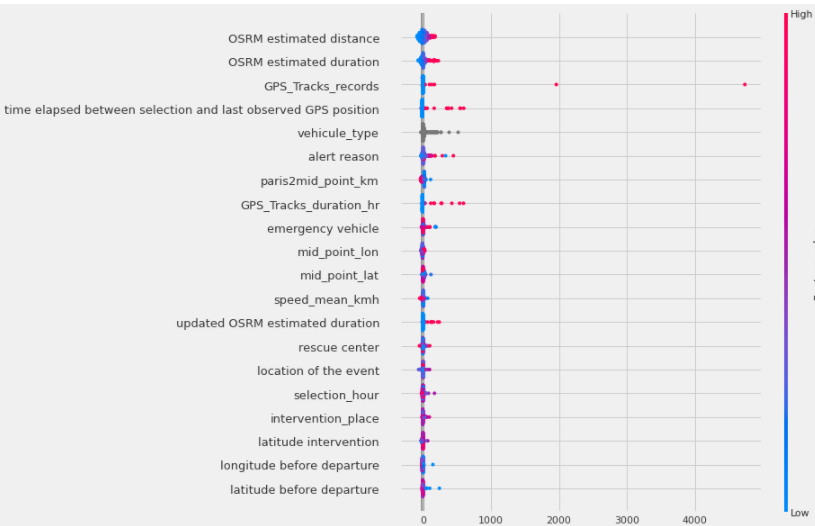 High
OSRM estimated distance
OSRM estimated duration
GPS_Tracks_records
time elapsed between selection and last observed GPS position
vehicule_type
alert reason
paris2mid_point_km
GPS_Tracks_duration_hr
emergency vehicle
mid_point_lon
mid_point_lat
speed_mean_kmh
updated OSRM estimated duration
rescue center
location of the event
selection_hour
intervention_place
latitude intervention
longitude before departure
latitude before departure
Low
0 1000 2000 3000 4000